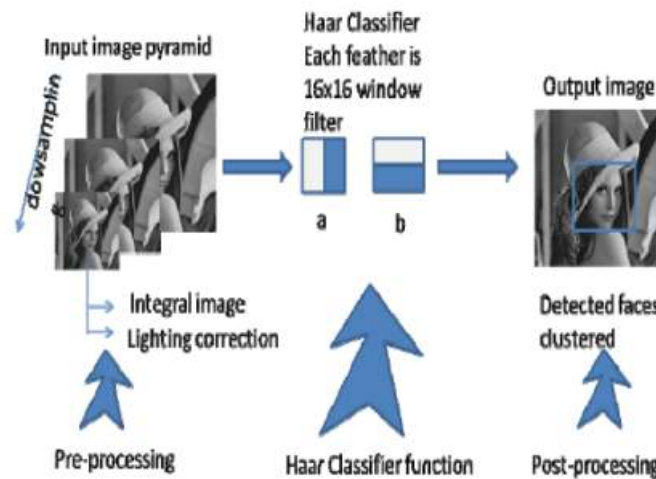 Input image pyramid
dowsamplin
g
Haar Classifier
Each feather is
16x16 window
filter
Output image
a
b
Integral image
Lighting correction
Detected faces
clustered
Pre-processing
Haar Classifier function
Post-processing